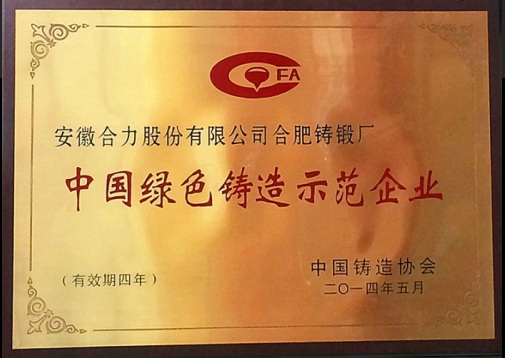 CFA
安徽合力股份有限公司合肥铸锻厂
中国绿色铸造示范企业
中国铸造协会
（有效期四年）
二〇一四年五月